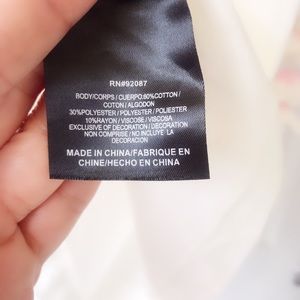 RN#92087
BODY/CORPS/CUERPO:60%COTTON/
COTON/ALGODON
30%POLYESTER/POLYESTER/POLIESTER
10%RAYON/VISCOSE/VISCOSA
EXCLUSIVE OF DECORATION/DECORATION
NON COMPRISE/NO INCLUYE LA
DECORACION
MADE IN CHINA/FABRIQUE EN
CHINE/HECHO EN CHINA